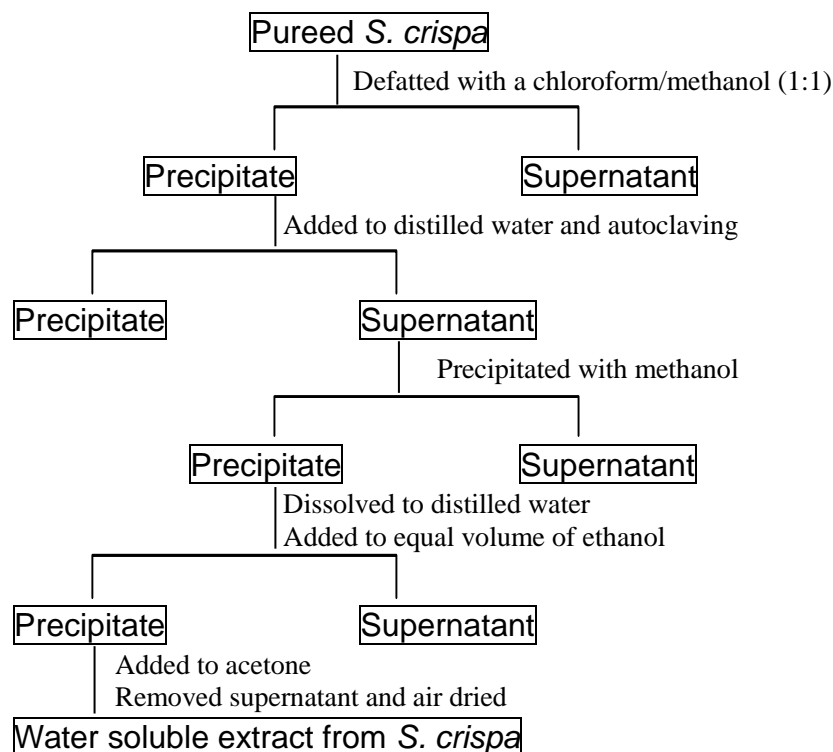 Pureed S. crispa
Defatted with a chloroform/methanol (1:1)
Precipitate
Supernatant
Added to distilled water and autoclaving
Precipitate
Supernatant
Precipitated with methanol
Precipitate
Supernatant
Dissolved to distilled water
Added to equal volume of ethanol
Precipitate
Supernatant
Added to acetone
Removed supernatant and air dried
Water soluble extract from S. crispa